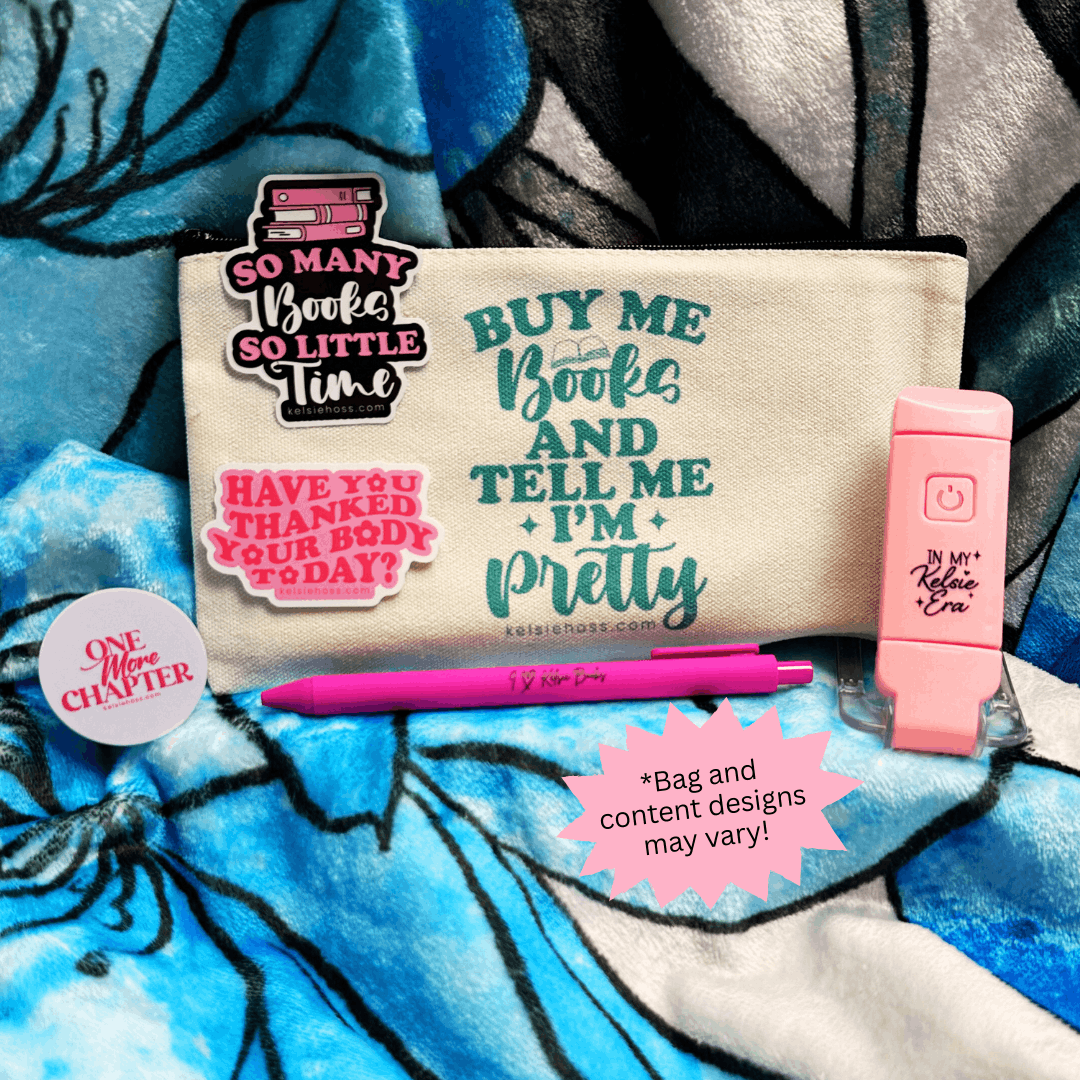 SO MANY
Books
SO LITTLE
Time
kelsiehoss.com
BUY ME
Books
AND
TELL ME
I'M
Pretty
kelsiehoss.com
HAVE YOU
THANKED
YOUR BODY
TODAY?
kelsiehoss.com
IN MY
Kelsie
Era
ONE
More
CHAPTER
kelsiehoss.com
*Bag and
content designs
may vary!